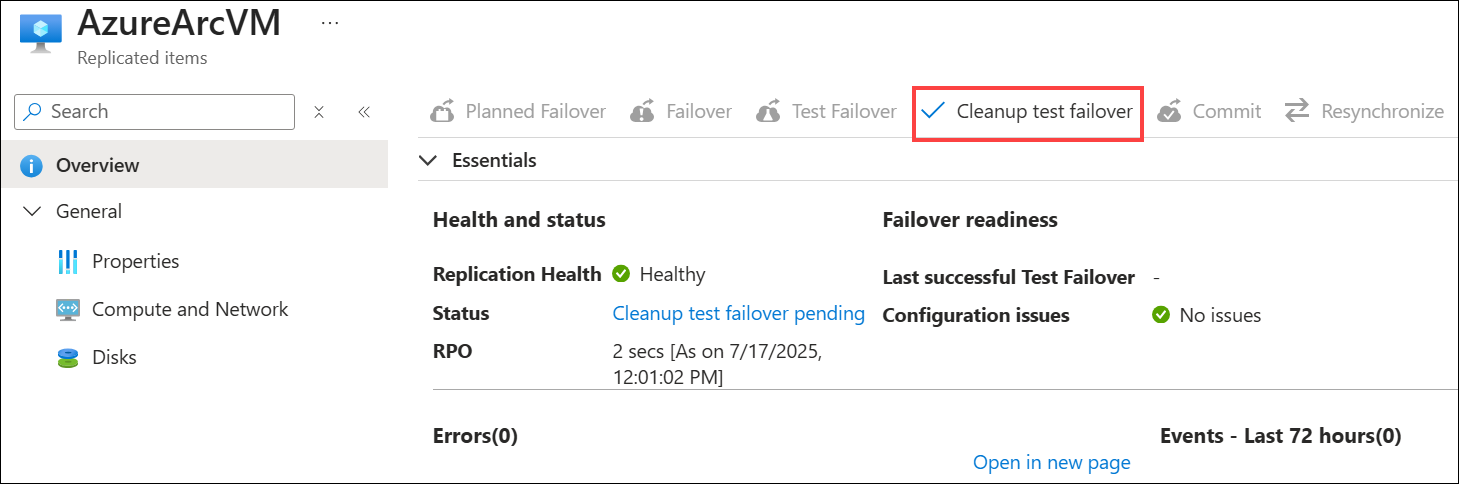 AzureArcVM ...
Replicated items
Search
Planned Failover Failover Test Failover Cleanup test failover Commit Resynchronize
Overview
General
Properties
Compute and Network
Disks
Essentials
Health and status
Replication Health Healthy
Status Cleanup test failover pending
RPO 2 secs [As on 7/17/2025,
12:01:02 PM]
Failover readiness
Last successful Test Failover -
Configuration issues No issues
Errors(0)
Events - Last 72 hours(0)
Open in new page